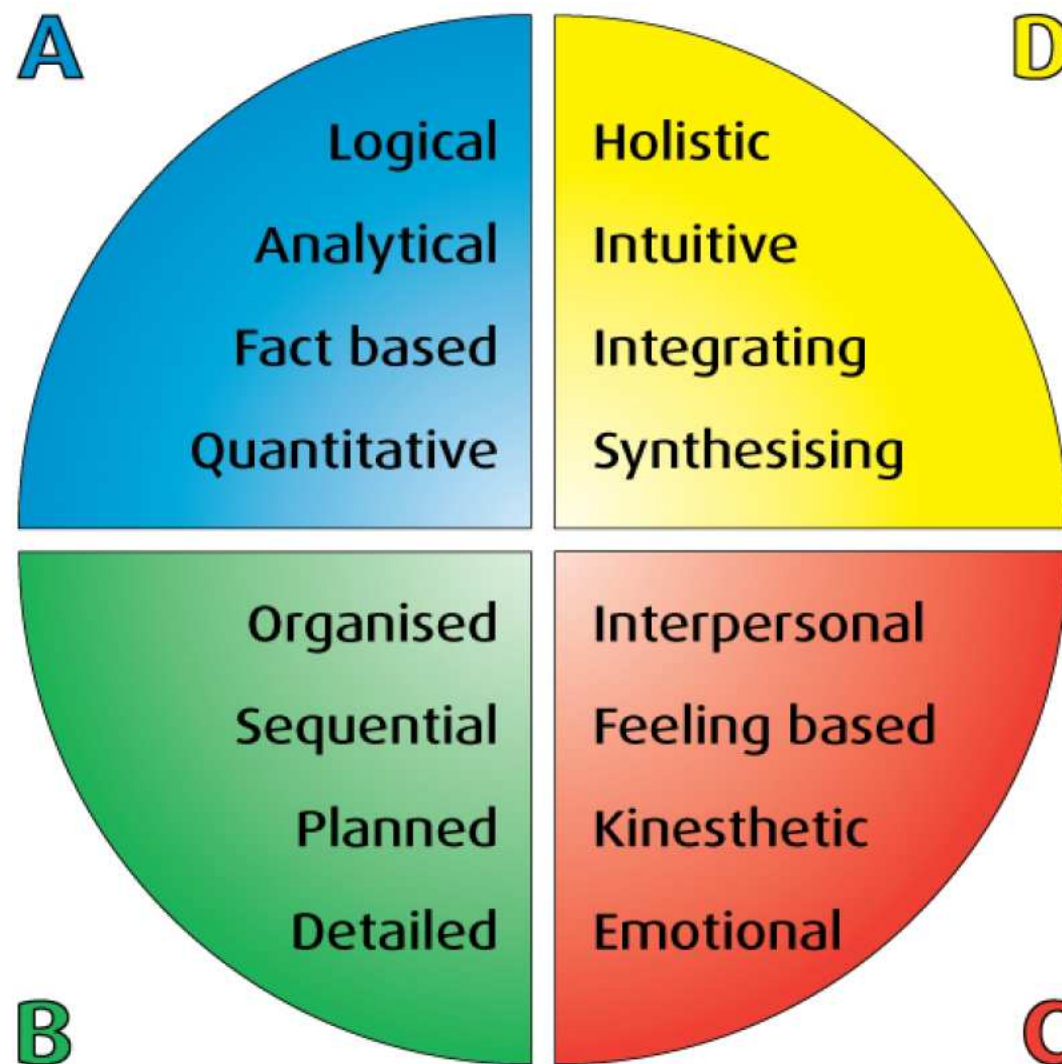 A
Logical
Analytical
Fact based
Quantitative
D
Holistic
Intuitive
Integrating
Synthesising
B
Organised
Sequential
Planned
Detailed
C
Interpersonal
Feeling based
Kinesthetic
Emotional